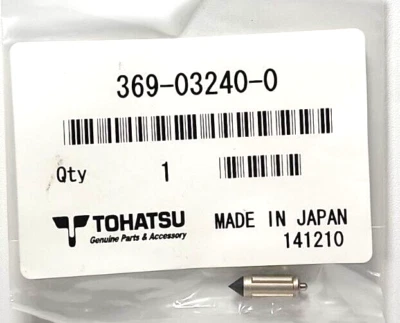 369-03240-0
Qty 1
TOHATSU MADE IN JAPAN
Genuine Parts & Accessory 141210